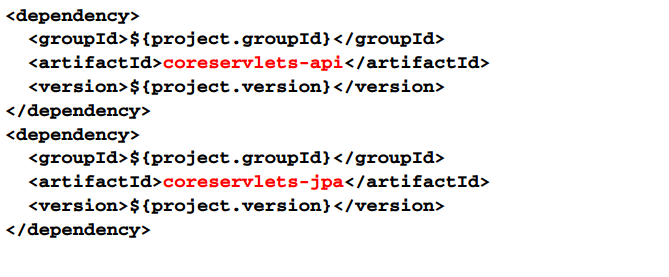 <dependency>
  <groupId>${project.groupId}</groupId>
  <artifactId>coreservlets-api</artifactId>
  <version>${project.version}</version>
</dependency>
<dependency>
  <groupId>${project.groupId}</groupId>
  <artifactId>coreservlets-jpa</artifactId>
  <version>${project.version}</version>
</dependency>